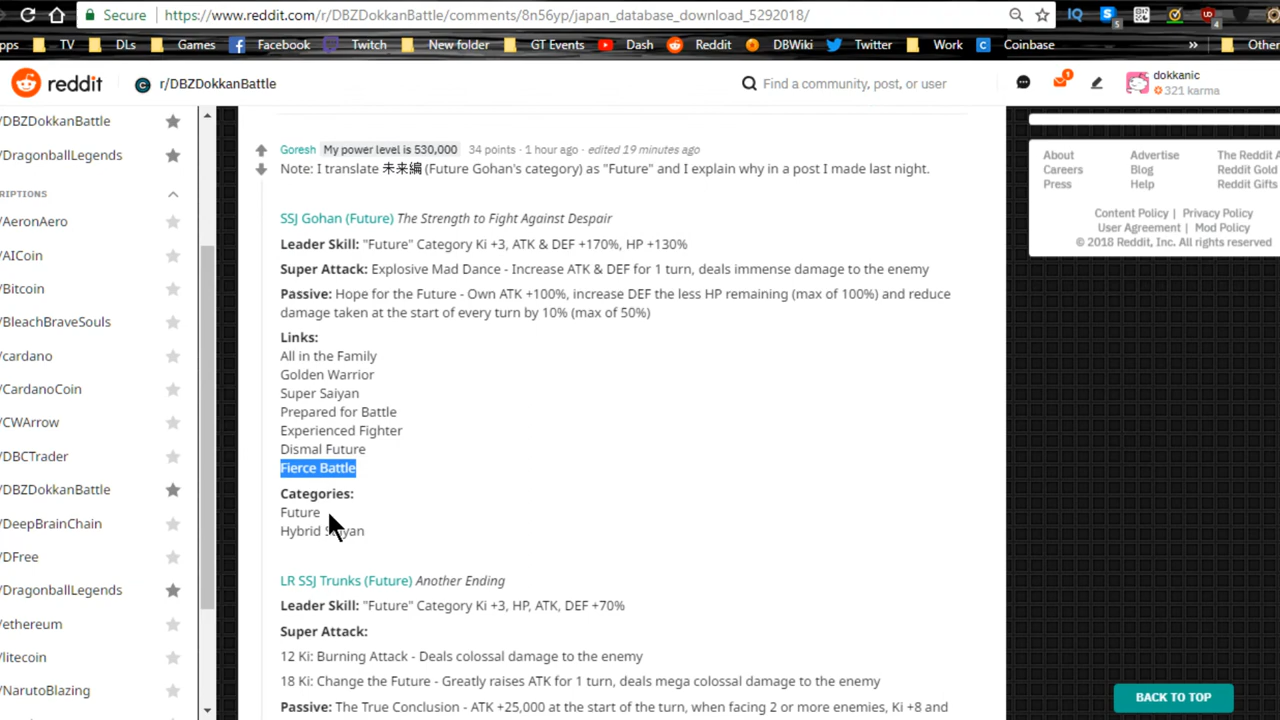 Secure
https://www.reddit.com/r/DBZDokkanBattle/comments/8n56yp/japan_database_download_5292018/
IQ
5
4
pps TV DLs Games Facebook Twitch New folder GT Events Dash Reddit DBWiki Twitter Work Coinbase » Other
reddit
r/DBZDokkanBattle
Find a community, post, or user
1
dokkanic
321 karma
/DBZDokkanBattle
/DragonballLegends
RIPTIONS
/AeronAero
/AICoin
/Bitcoin
/BleachBraveSouls
/cardano
/CardanoCoin
/CWArrow
/DBCTrader
/DBZDokkanBattle
/DeepBrainChain
/DFree
/DragonballLegends
/ethereum
/litecoin
/NarutoBlazing
Goresh My power level is 530,000 34 points · 1 hour ago · edited 19 minutes ago
Note: I translate 未来編 (Future Gohan's category) as "Future" and I explain why in a post I made last night.
SSJ Gohan (Future) The Strength to Fight Against Despair
Leader Skill: "Future" Category Ki +3, ATK & DEF +170%, HP +130%
Super Attack: Explosive Mad Dance - Increase ATK & DEF for 1 turn, deals immense damage to the enemy
Passive: Hope for the Future - Own ATK +100%, increase DEF the less HP remaining (max of 100%) and reduce
damage taken at the start of every turn by 10% (max of 50%)
Links:
All in the Family
Golden Warrior
Super Saiyan
Prepared for Battle
Experienced Fighter
Dismal Future
Fierce Battle
Categories:
Future
Hybrid Saiyan
LR SSJ Trunks (Future) Another Ending
Leader Skill: "Future" Category Ki +3, HP, ATK, DEF +70%
Super Attack:
12 Ki: Burning Attack - Deals colossal damage to the enemy
18 Ki: Change the Future - Greatly raises ATK for 1 turn, deals mega colossal damage to the enemy
Passive: The True Conclusion - ATK +25,000 at the start of the turn, when facing 2 or more enemies, Ki +8 and
About Advertise The Reddit A
Careers Blog Reddit Gold
Press Help Reddit Gifts
Content Policy | Privacy Policy
User Agreement | Mod Policy
© 2018 Reddit, Inc. All rights reserved
BACK TO TOP